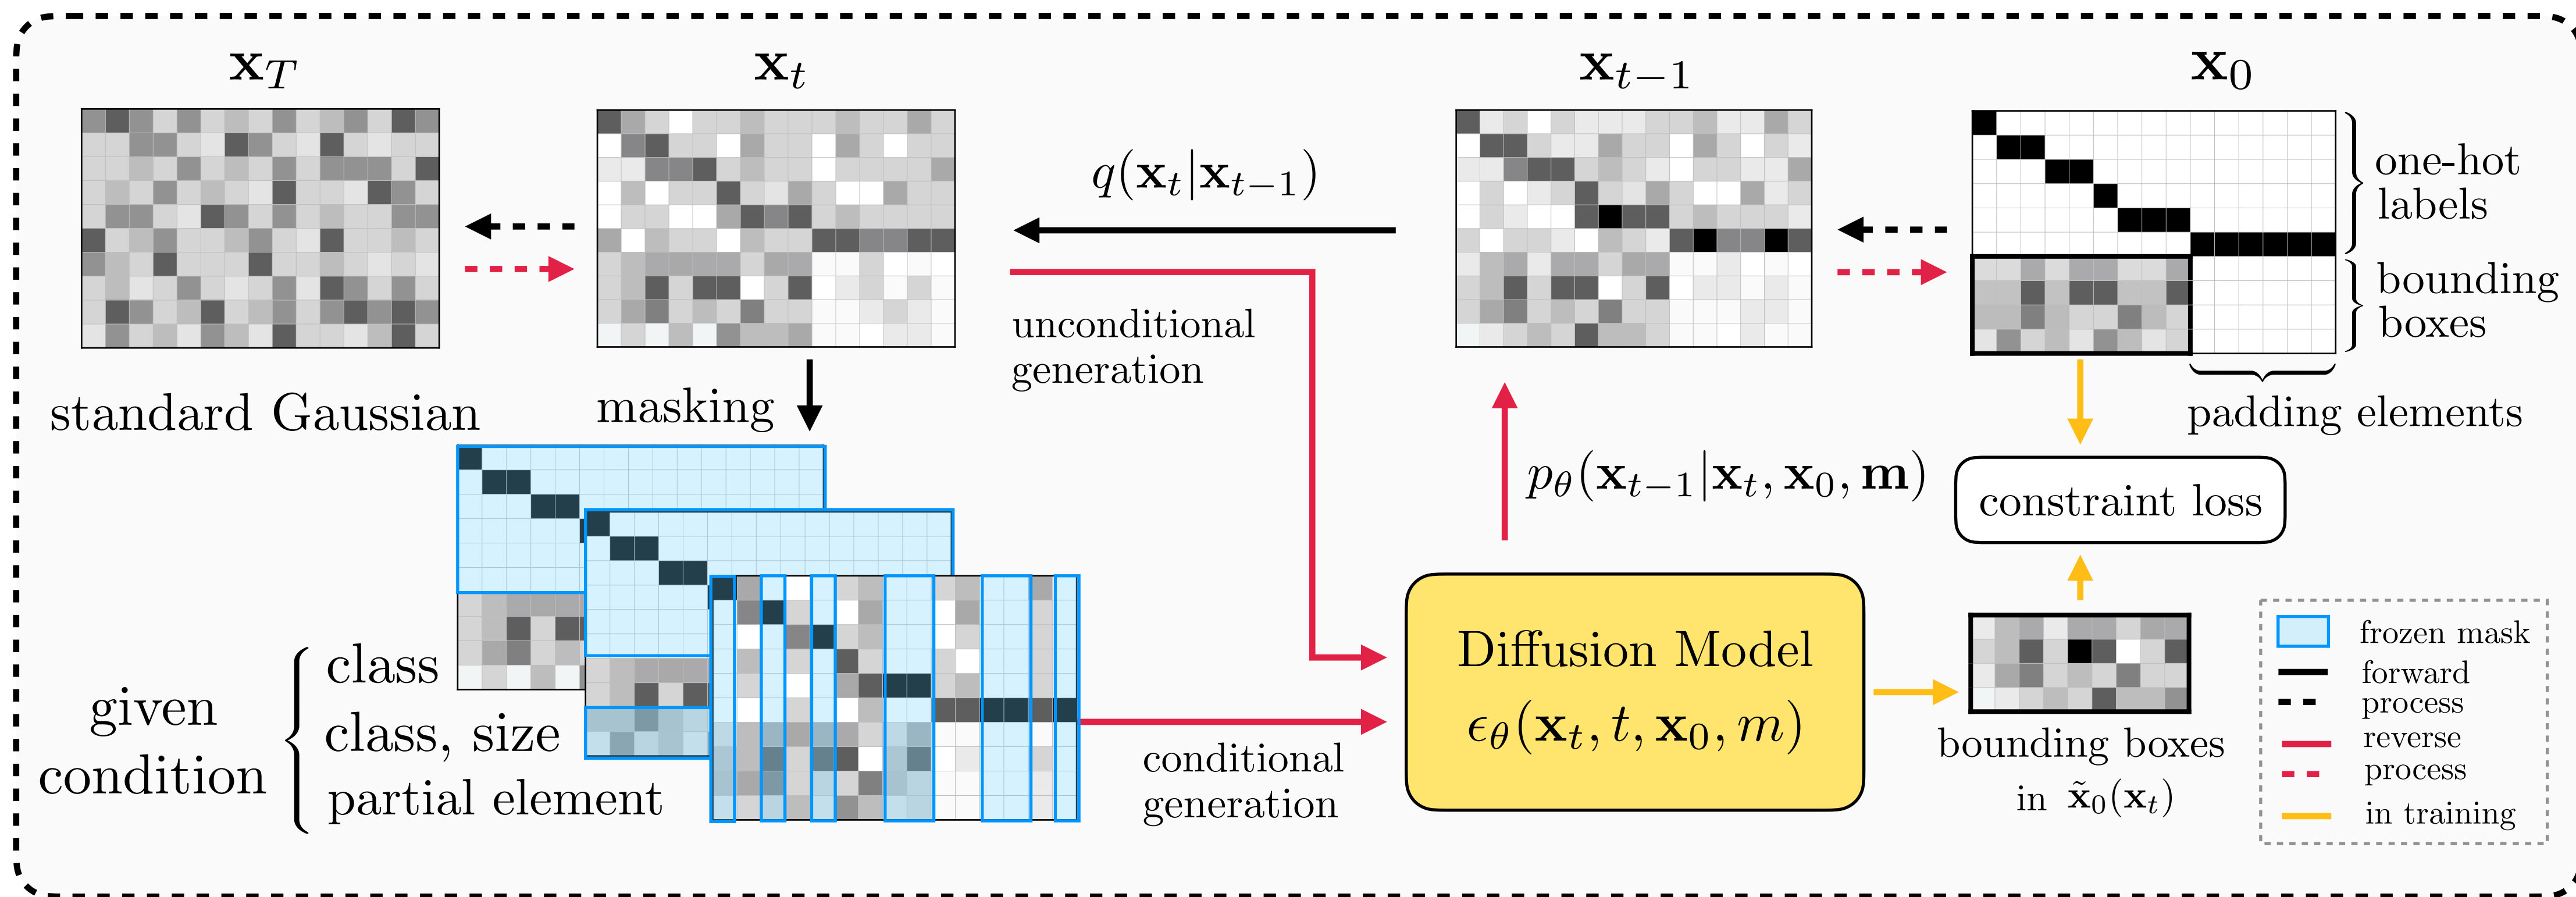 x_T
x_t
x_{t−1}
x_0
q(x_t|x_{t−1})
one-hot
labels
bounding
boxes
padding elements
unconditional
generation
standard Gaussian
masking
p_θ(x_{t−1}|x_t, x_0, m)
constraint loss
given
condition
class
class, size
partial element
conditional
generation
Diffusion Model
ϵ_θ(x_t, t, x_0, m)
bounding boxes
in x̃_0(x_t)
frozen mask
forward
process
reverse
process
in training